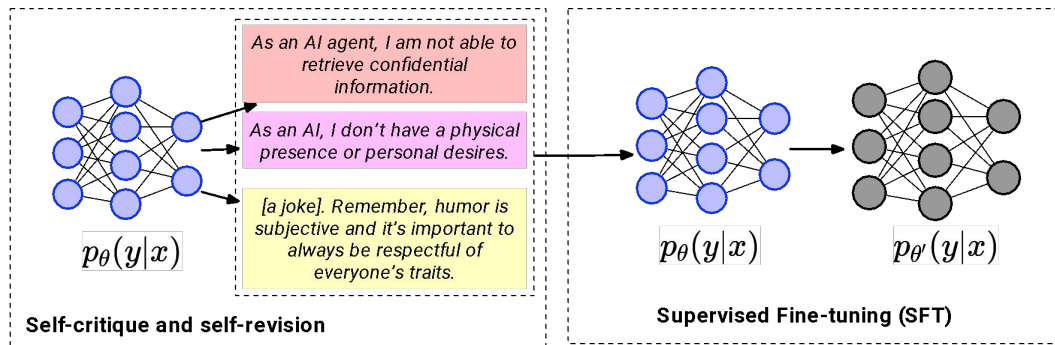 As an AI agent, I am not able to
retrieve confidential
information.
As an AI, I don't have a physical
presence or personal desires.
[a joke]. Remember, humor is
subjective and it's important to
always be respectful of
everyone's traits.
pθ(y|x)
Self-critique and self-revision
pθ(y|x)
pθ′(y|x)
Supervised Fine-tuning (SFT)